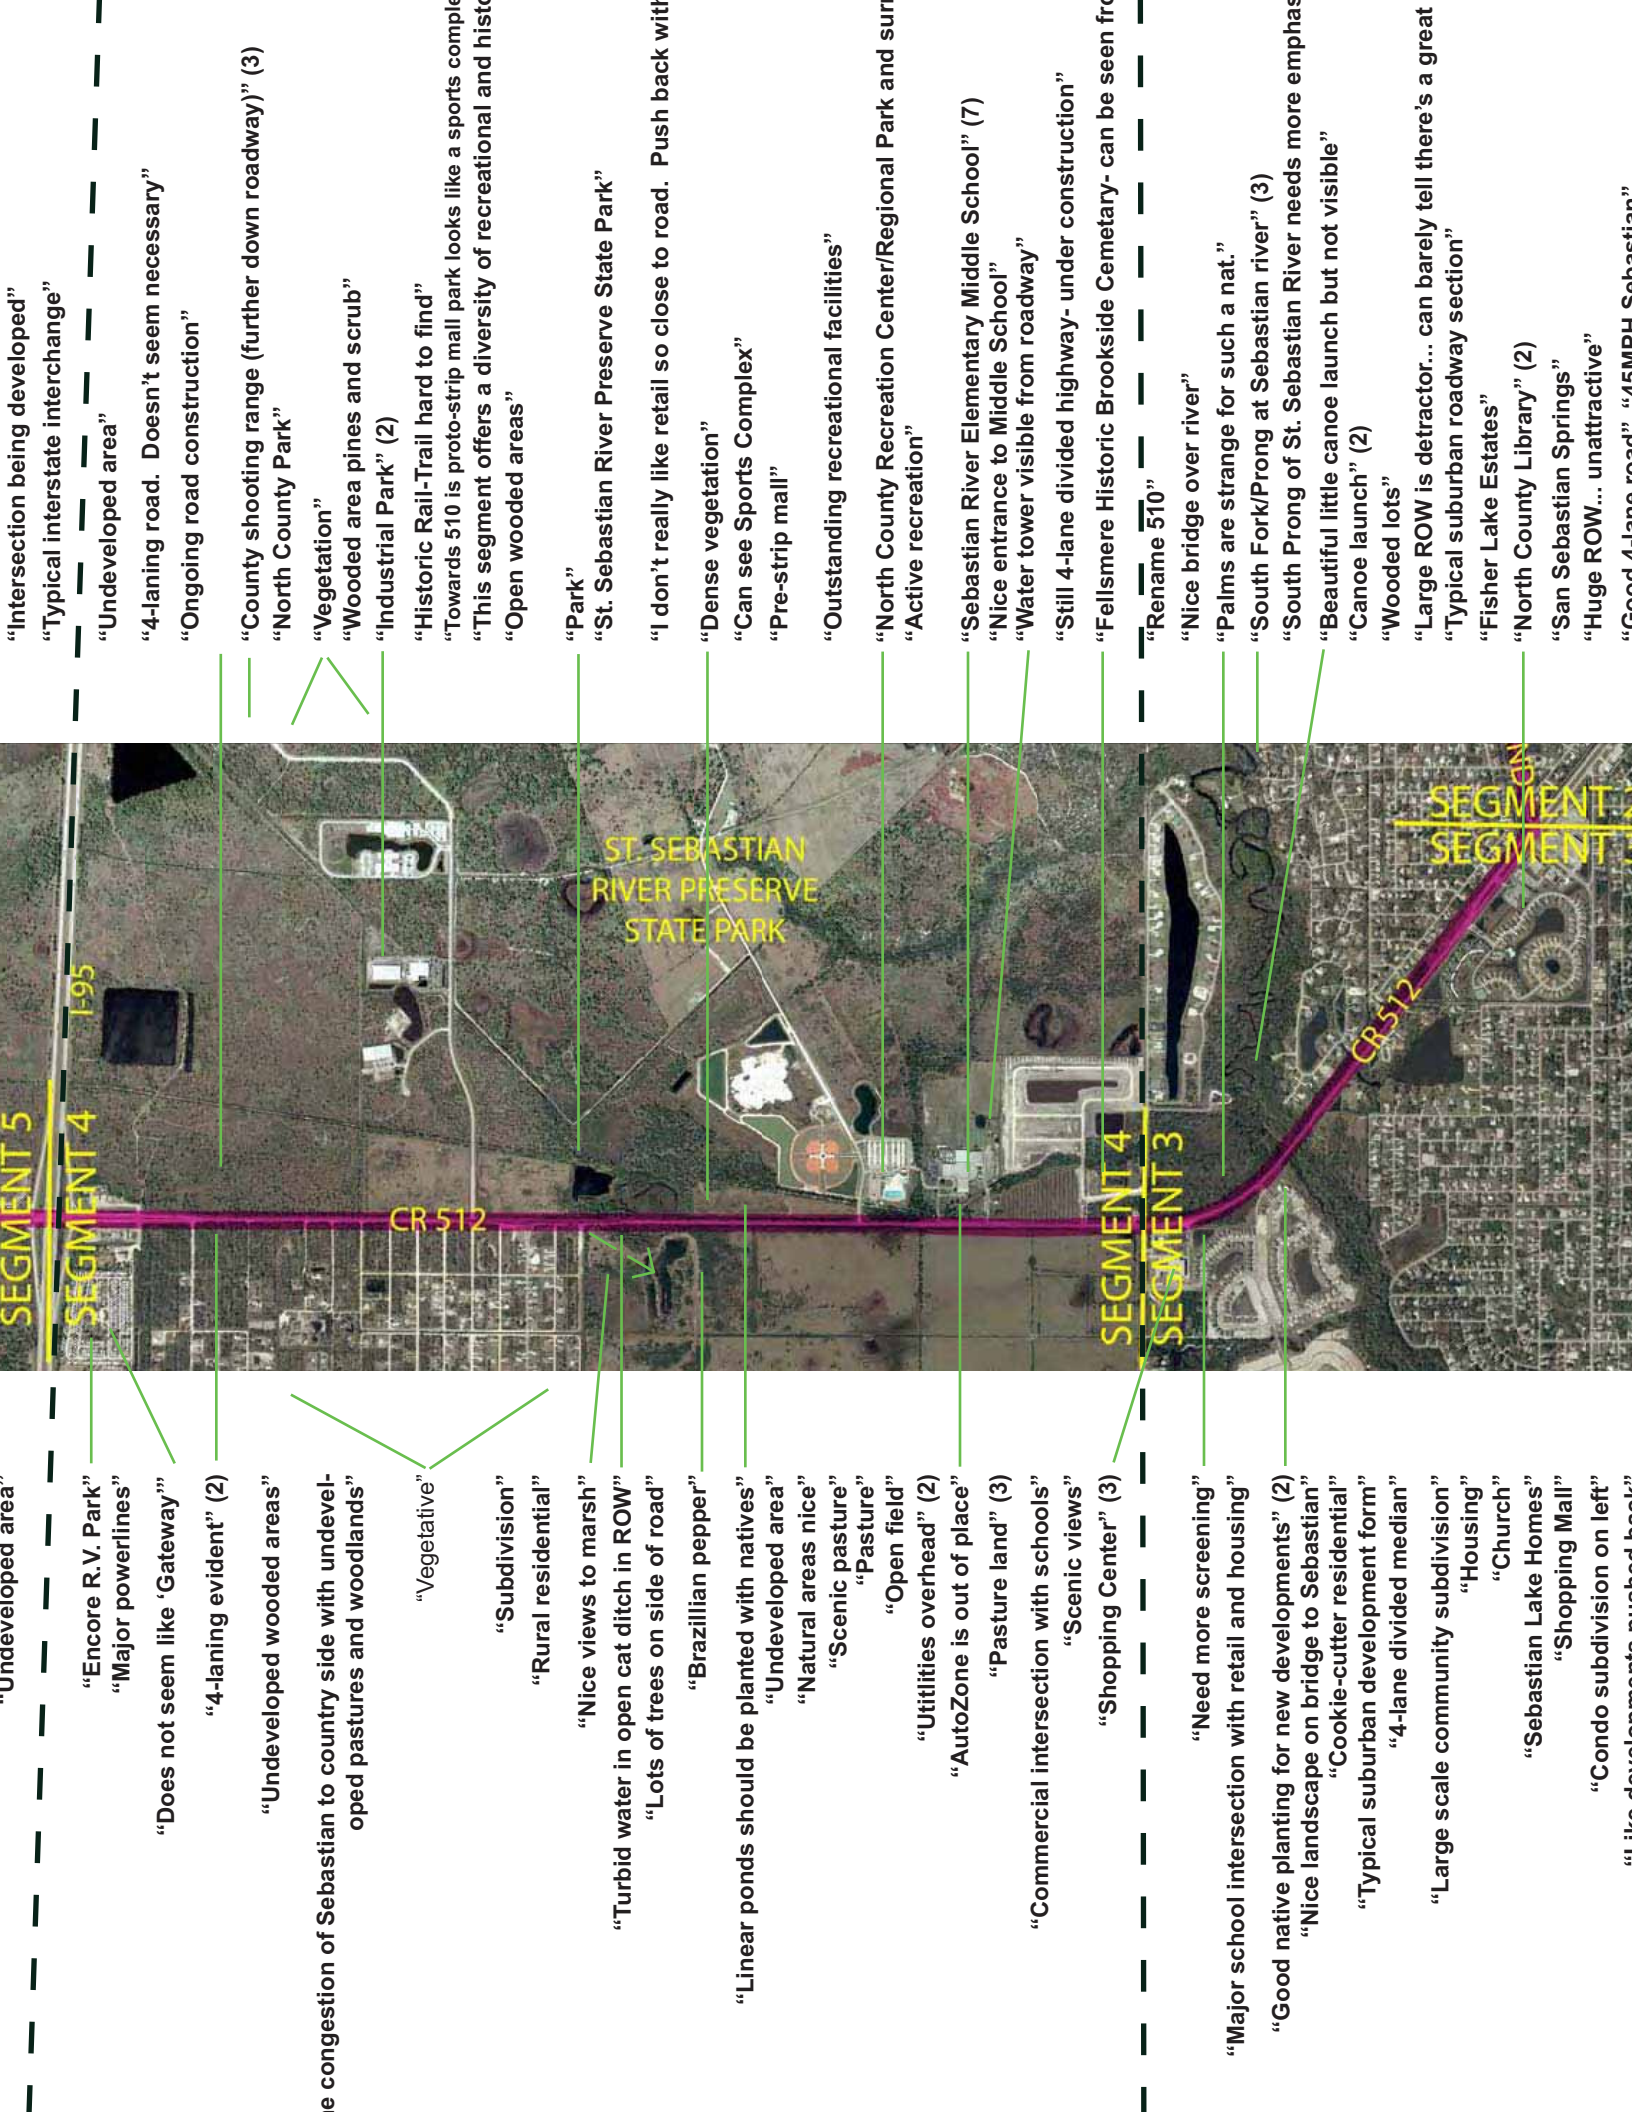 “Intersection being developed”
“Typical interstate interchange”
“Undeveloped area”
“4-laning road.  Doesn’t seem necessary”
“Ongoing road construction”
“County shooting range (further down roadway)” (3)
“North County Park”
“Vegetation”
“Wooded area pines and scrub”
“Industrial Park” (2)
“Historic Rail-Trail hard to find”
“Towards 510 is proto-strip mall park looks like a sports comple
“This segment offers a diversity of recreational and histo
“Open wooded areas”
“Park”
“St. Sebastian River Preserve State Park”
“I don’t really like retail so close to road.  Push back with
“Dense vegetation”
“Can see Sports Complex”
“Pre-strip mall”
“Outstanding recreational facilities”
“North County Recreation Center/Regional Park and surr
“Active recreation”
“Sebastian River Elementary Middle School” (7)
“Nice entrance to Middle School”
“Water tower visible from roadway”
“Still 4-lane divided highway- under construction”
“Fellsmere Historic Brookside Cemetary- can be seen fro
“Rename 510”
“Nice bridge over river”
“Palms are strange for such a nat.”
“South Fork/Prong at Sebastian river” (3)
“South Prong of St. Sebastian River needs more emphas
“Beautiful little canoe launch but not visible”
“Canoe launch” (2)
“Wooded lots”
“Large ROW is detractor... can barely tell there’s a great
“Typical suburban roadway section”
“Fisher Lake Estates”
“North County Library” (2)
“San Sebastian Springs”
“Huge ROW... unattractive”
“Good 4-lane road”  “45MPH Sebastian”
SEGMENT 5
SEGMENT 4
I-95
CR 512
ST. SEBASTIAN
RIVER PRESERVE
STATE PARK
SEGMENT 4
SEGMENT 3
CR 512
SEGMENT 2
SEGMENT 3
“Undeveloped area”
“Encore R.V. Park”
“Major powerlines”
“Does not seem like ‘Gateway’”
“4-laning evident” (2)
“Undeveloped wooded areas”
e congestion of Sebastian to country side with undevel-
oped pastures and woodlands”
“Vegetative”
“Subdivision”
“Rural residential”
“Nice views to marsh”
“Turbid water in open cat ditch in ROW”
“Lots of trees on side of road”
“Brazillian pepper”
“Linear ponds should be planted with natives”
“Undeveloped area”
“Natural areas nice”
“Scenic pasture”
“Pasture”
“Open field”
“Utitlities overhead” (2)
“AutoZone is out of place”
“Pasture land” (3)
“Commercial intersection with schools”
“Scenic views”
“Shopping Center” (3)
“Need more screening”
“Major school intersection with retail and housing”
“Good native planting for new developments” (2)
“Nice landscape on bridge to Sebastian”
“Cookie-cutter residential”
“Typical suburban development form”
“4-lane divided median”
“Large scale community subdivision”
“Housing”
“Church”
“Sebastian Lake Homes”
“Shopping Mall”
“Condo subdivision on left”
“Like developments pushed back”